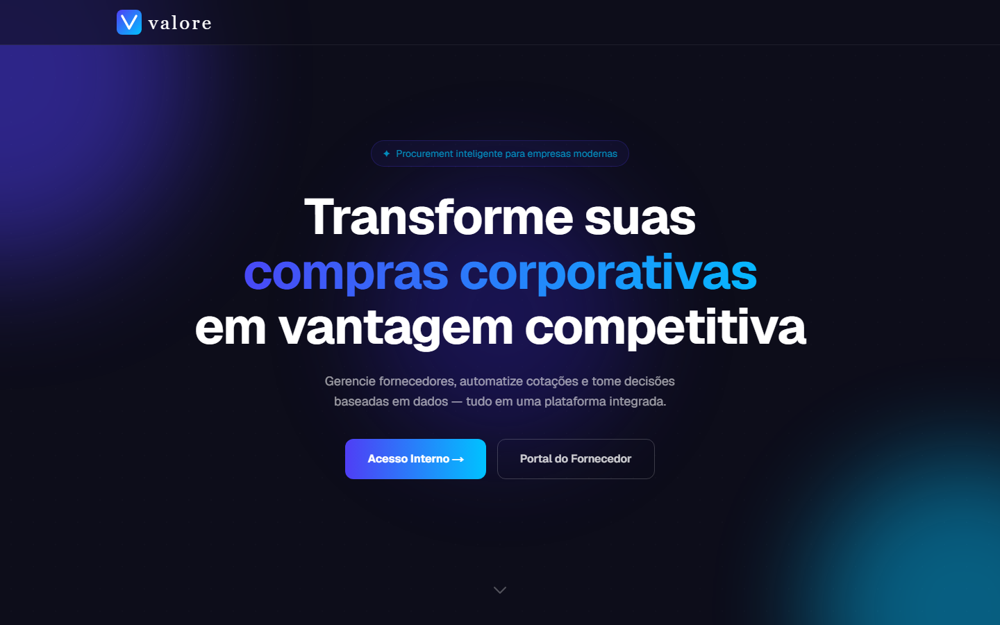 valore
✦ Procurement inteligente para empresas modernas
Transforme suas
compras corporativas
em vantagem competitiva
Gerencie fornecedores, automatize cotações e tome decisões
baseadas em dados — tudo em uma plataforma integrada.
Acesso Interno →
Portal do Fornecedor